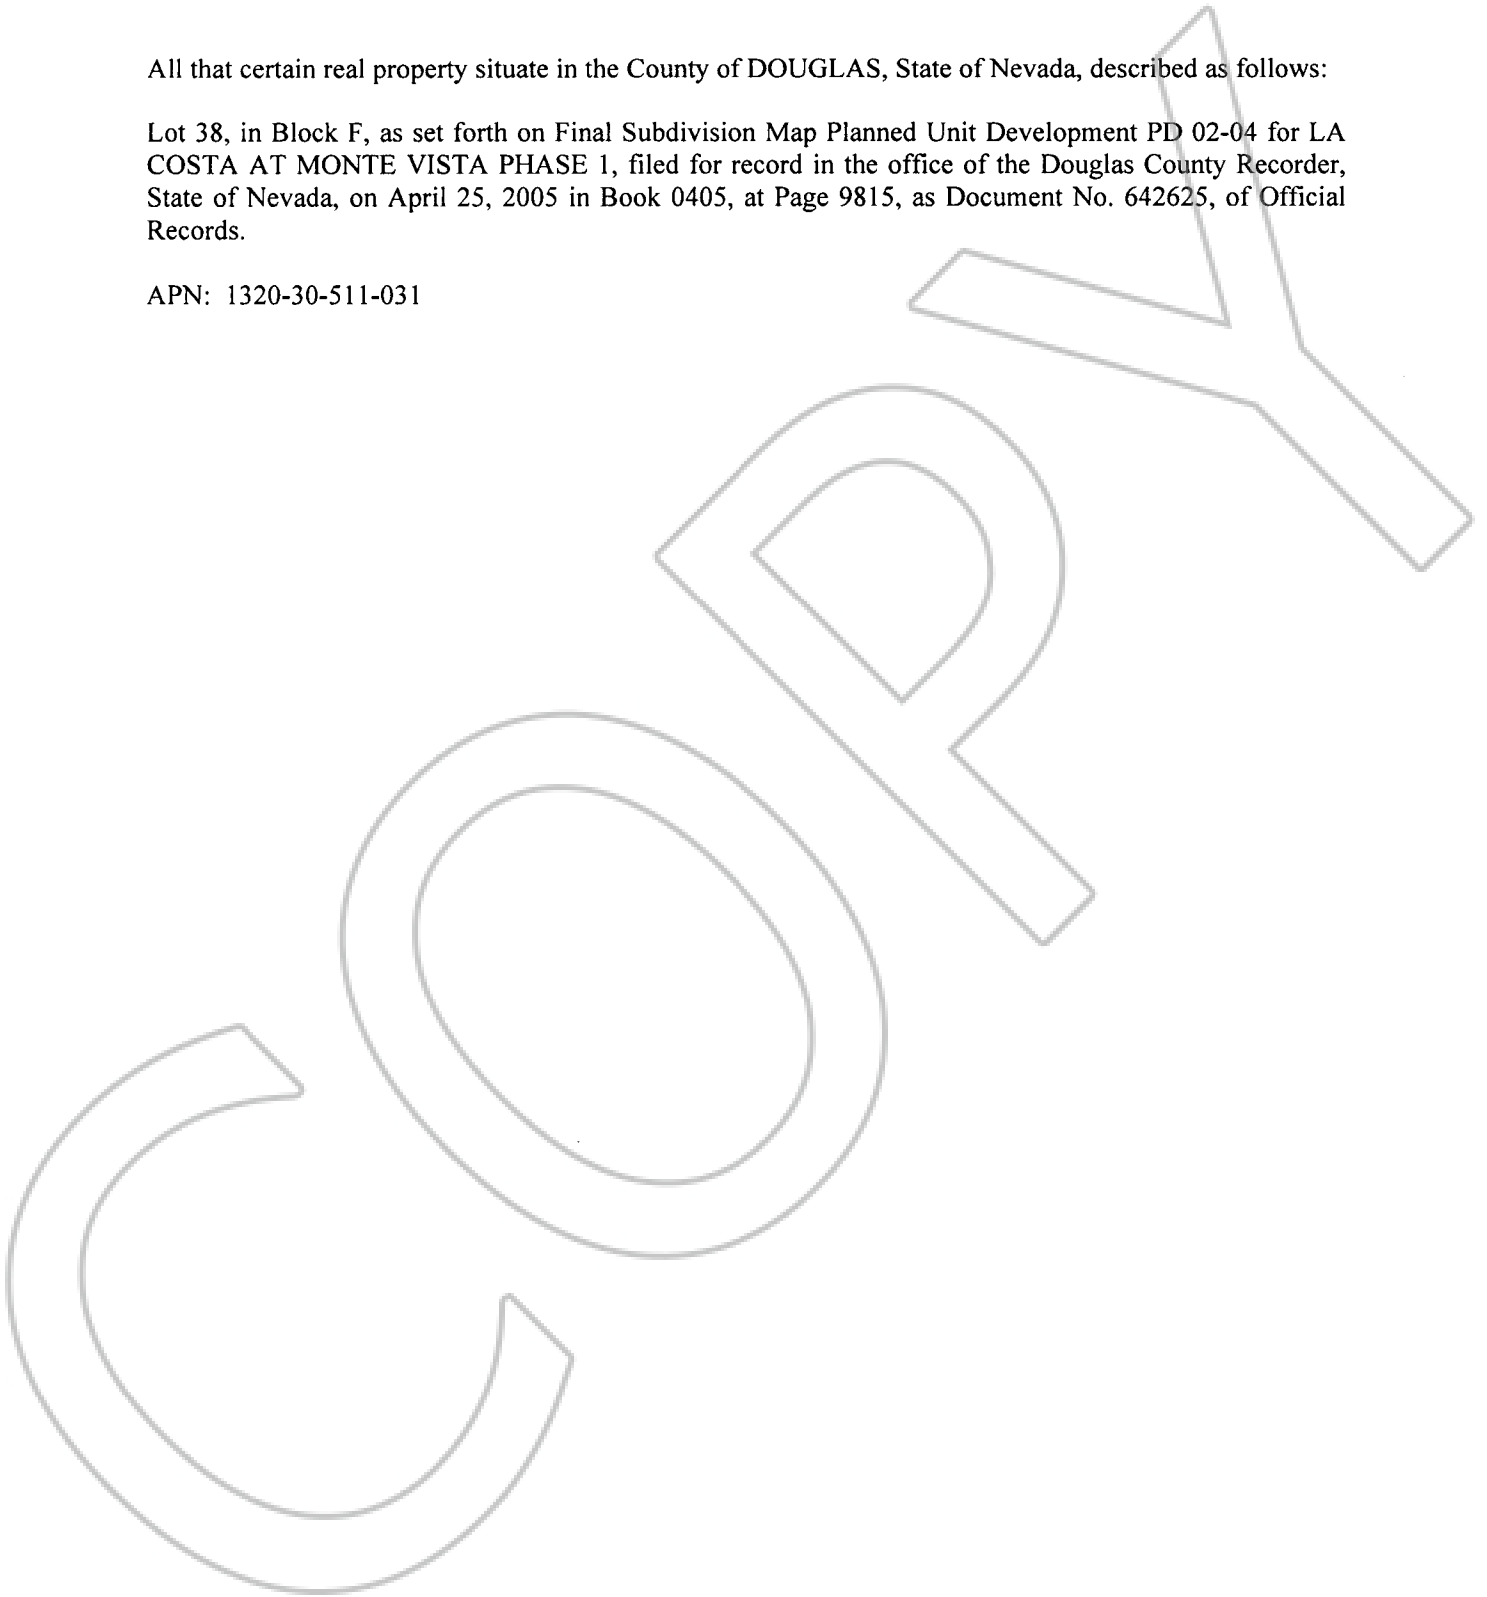 All that certain real property situate in the County of DOUGLAS, State of Nevada, described as follows:
Lot 38, in Block F, as set forth on Final Subdivision Map Planned Unit Development PD 02-04 for LA
COSTA AT MONTE VISTA PHASE 1, filed for record in the office of the Douglas County Recorder,
State of Nevada, on April 25, 2005 in Book 0405, at Page 9815, as Document No. 642625, of Official
Records.
APN: 1320-30-511-031
COPY